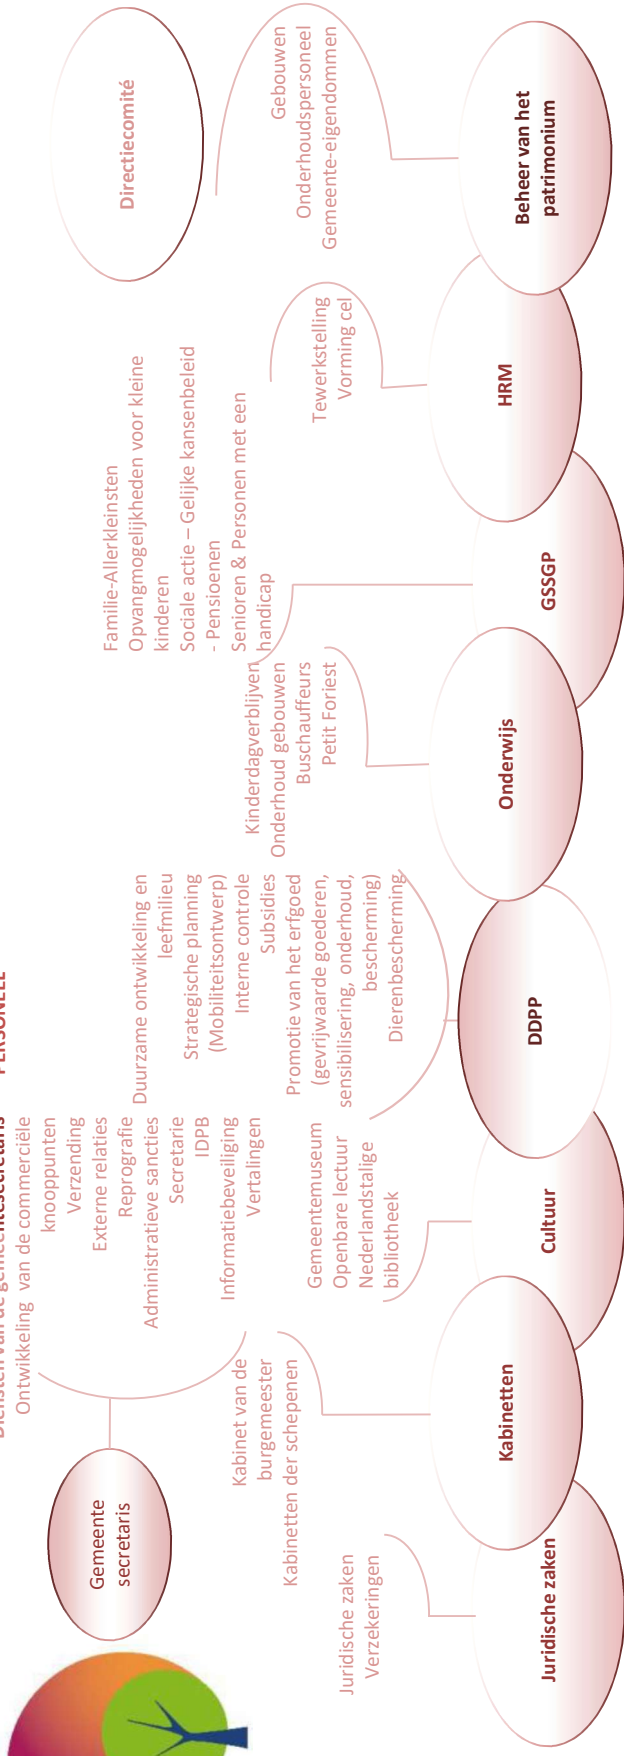 PERSONEEL
Diensten van de gemeentesecretaris
Ontwikkeling van de commerciële
knooppunten
Verzending
Externe relaties
Reprografie
Administratieve sancties
Secretarie
IDPB
Informatiebeveiliging
Vertalingen
Gemeente
secretaris
Directiecomité
Juridische zaken
Verzekeringen
Juridische zaken
Kabinet van de
burgemeester
Kabinetten der schepenen
Kabinetten
Gemeentemuseum
Openbare lectuur
Nederlandstalige
bibliotheek
Cultuur
Duurzame ontwikkeling en
leefmilieu
Strategische planning
(Mobiliteitsontwerp)
Interne controle
Subsidies
Promotie van het erfgoed
(gevrijwaarde goederen,
sensibilisering, onderhoud,
bescherming)
Dierenbescherming
DDPP
Kinderdagverblijven
Onderhoud gebouwen
Buschauffeurs
Petit Foriest
Onderwijs
Familie-Allerkleinsten
Opvangmogelijkheden voor kleine
kinderen
Sociale actie – Gelijke kansenbeleid
- Pensioenen
Senioren & Personen met een
handicap
GSSGP
Tewerkstelling
Vorming cel
HRM
Gebouwen
Onderhoudspersoneel
Gemeente-eigendommen
Beheer van het
patrimonium